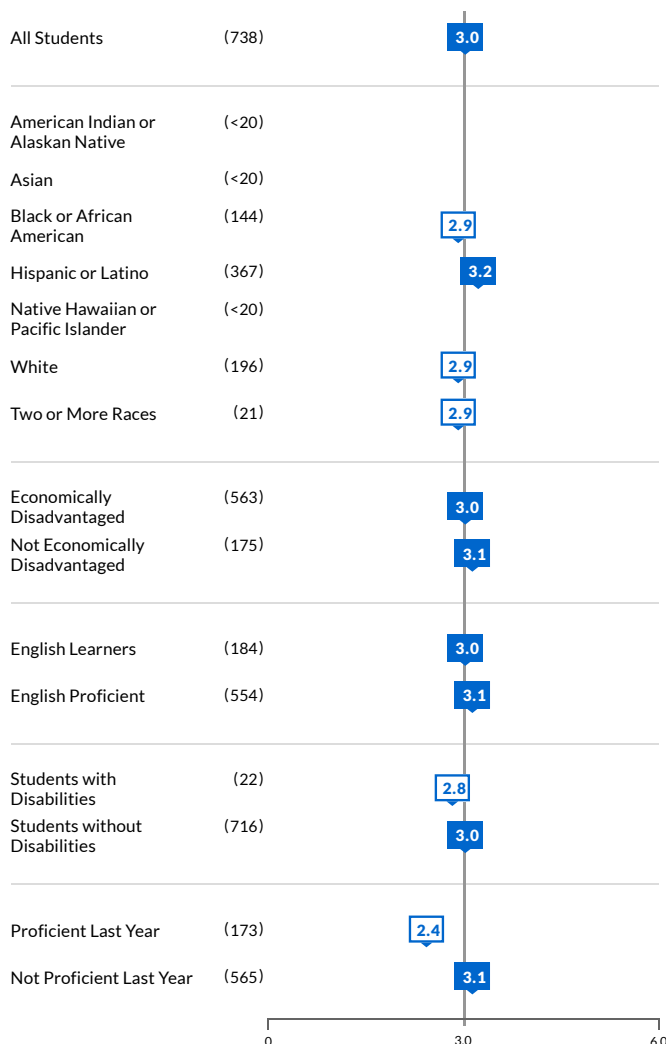 All Students (738) 3.0
American Indian or (<20)
Alaskan Native
Asian (<20)
Black or African (144) 2.9
American
Hispanic or Latino (367) 3.2
Native Hawaiian or (<20)
Pacific Islander
White (196) 2.9
Two or More Races (21) 2.9
Economically (563) 3.0
Disadvantaged
Not Economically (175) 3.1
Disadvantaged
English Learners (184) 3.0
English Proficient (554) 3.1
Students with (22) 2.8
Disabilities
Students without (716) 3.0
Disabilities
Proficient Last Year (173) 2.4
Not Proficient Last Year (565) 3.1
0 3.0 6.0